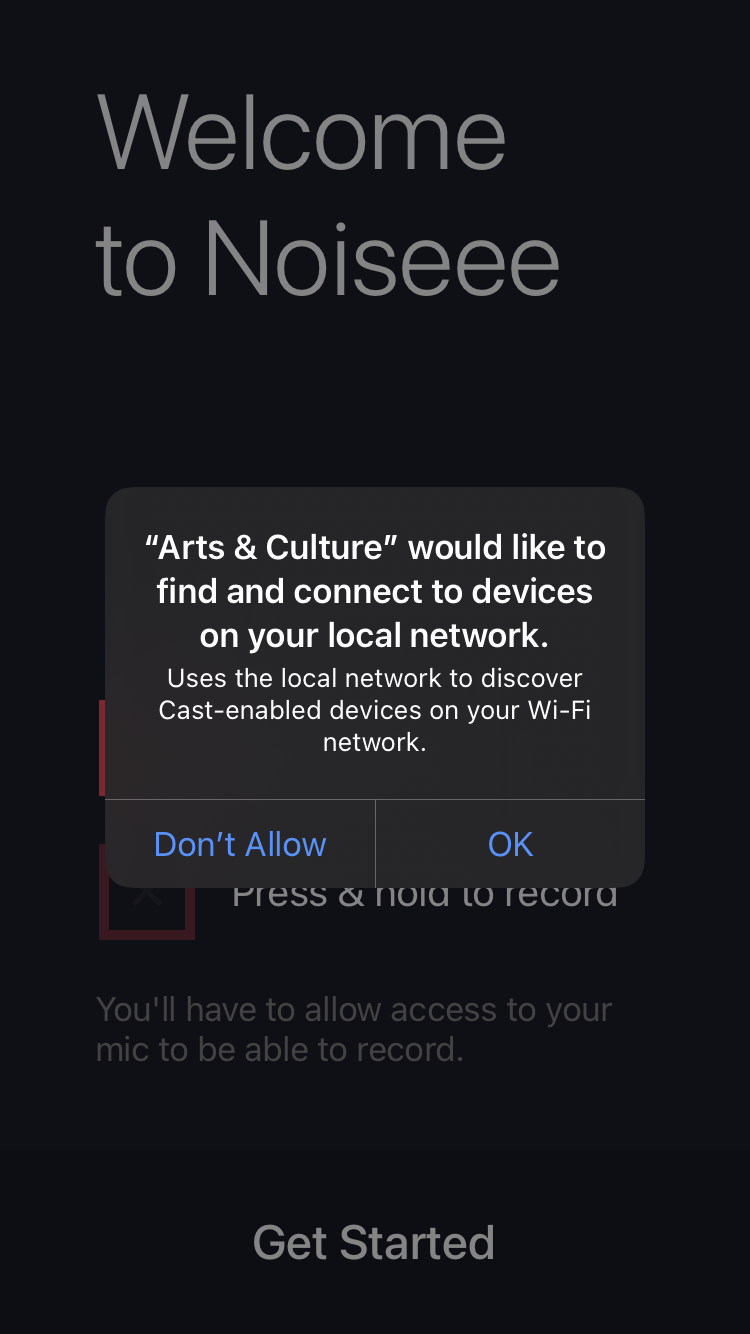 Welcome
to Noiseee
“Arts & Culture” would like to
find and connect to devices
on your local network.
Uses the local network to discover
Cast-enabled devices on your Wi-Fi
network.
Don’t Allow
OK
Press & hold to record
You'll have to allow access to your
mic to be able to record.
Get Started